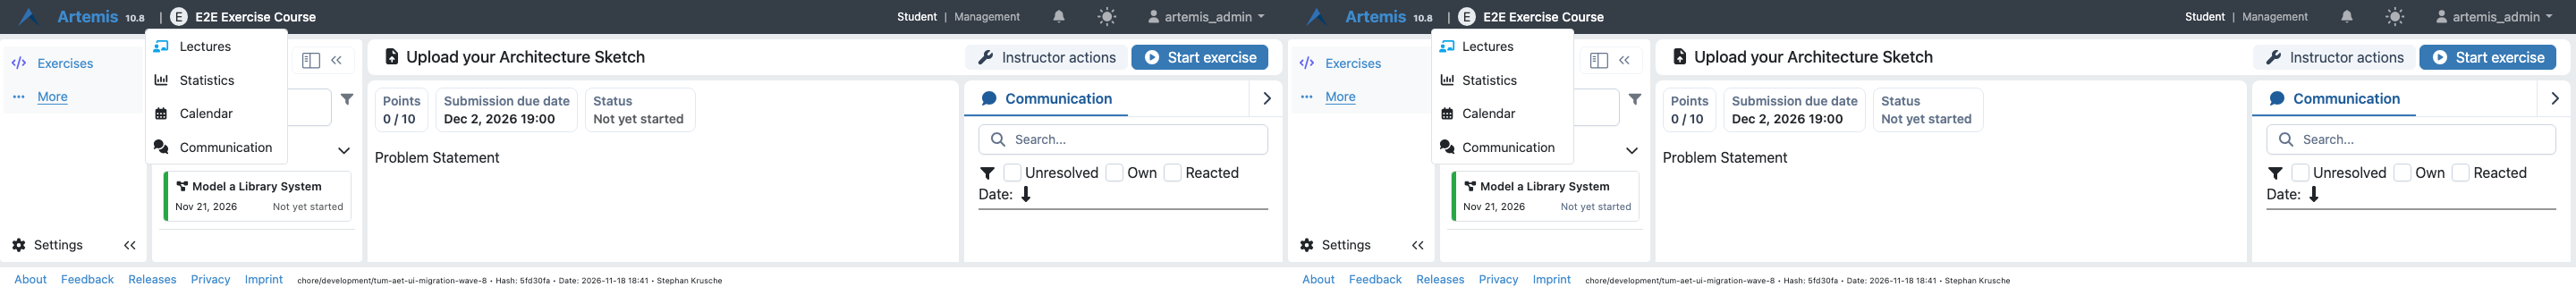 Artemis 10.8 | E E2E Exercise Course
Student | Management
artemis_admin
Exercises
More
Settings
Lectures
Statistics
Calendar
Communication
Model a Library System
Nov 21, 2026 Not yet started
Upload your Architecture Sketch
Instructor actions
Start exercise
Points
0 / 10
Submission due date
Dec 2, 2026 19:00
Status
Not yet started
Problem Statement
Communication
Search...
Unresolved Own Reacted
Date:
About Feedback Releases Privacy Imprint chore/development/tum-aet-ui-migration-wave-8 • Hash: 5fd30fa • Date: 2026-11-18 18:41 • Stephan Krusche
Artemis 10.8 | E E2E Exercise Course
Student | Management
artemis_admin
Exercises
More
Settings
Lectures
Statistics
Calendar
Communication
Model a Library System
Nov 21, 2026 Not yet started
Upload your Architecture Sketch
Instructor actions
Start exercise
Points
0 / 10
Submission due date
Dec 2, 2026 19:00
Status
Not yet started
Problem Statement
Communication
Search...
Unresolved Own Reacted
Date:
About Feedback Releases Privacy Imprint chore/development/tum-aet-ui-migration-wave-8 • Hash: 5fd30fa • Date: 2026-11-18 18:41 • Stephan Krusche